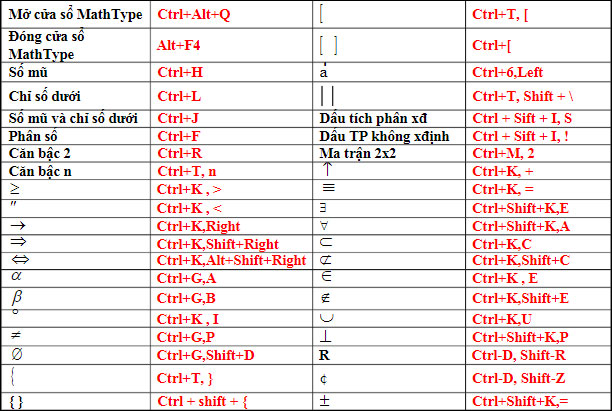 Mở cửa sổ MathType Ctrl+Alt+Q [ Ctrl+T, [
Đóng cửa sổ MathType Alt+F4 [ ] Ctrl+[
Số mũ Ctrl+H a̍ Ctrl+6,Left
Chỉ số dưới Ctrl+L | | Ctrl+T, Shift + \
Số mũ và chỉ số dưới Ctrl+J Dấu tích phân xđ Ctrl + Sift + I, S
Phân số Ctrl+F Dấu TP không xđịnh Ctrl + Sift + I, !
Căn bậc 2 Ctrl+R Ma trận 2x2 Ctrl+M, 2
Căn bậc n Ctrl+T, n ↑ Ctrl+K, +
≥ Ctrl+K , > ≡ Ctrl+K, =
" Ctrl+K , < ∃ Ctrl+Shift+K,E
→ Ctrl+K,Right ∀ Ctrl+Shift+K,A
⇒ Ctrl+K,Shift+Right ⊂ Ctrl+K,C
⇔ Ctrl+K,Alt+Shift+Right ⊄ Ctrl+K,Shift+C
α Ctrl+G,A ∈ Ctrl+K , E
β Ctrl+G,B ∉ Ctrl+K,Shift+E
° Ctrl+K , I ∪ Ctrl+K,U
≠ Ctrl+G,P ⊥ Ctrl+Shift+K,P
∅ Ctrl+G,Shift+D R Ctrl-D, Shift-R
{ Ctrl+T, } ¢ Ctrl-D, Shift-Z
{} Ctrl + shift + { ± Ctrl+Shift+K,=